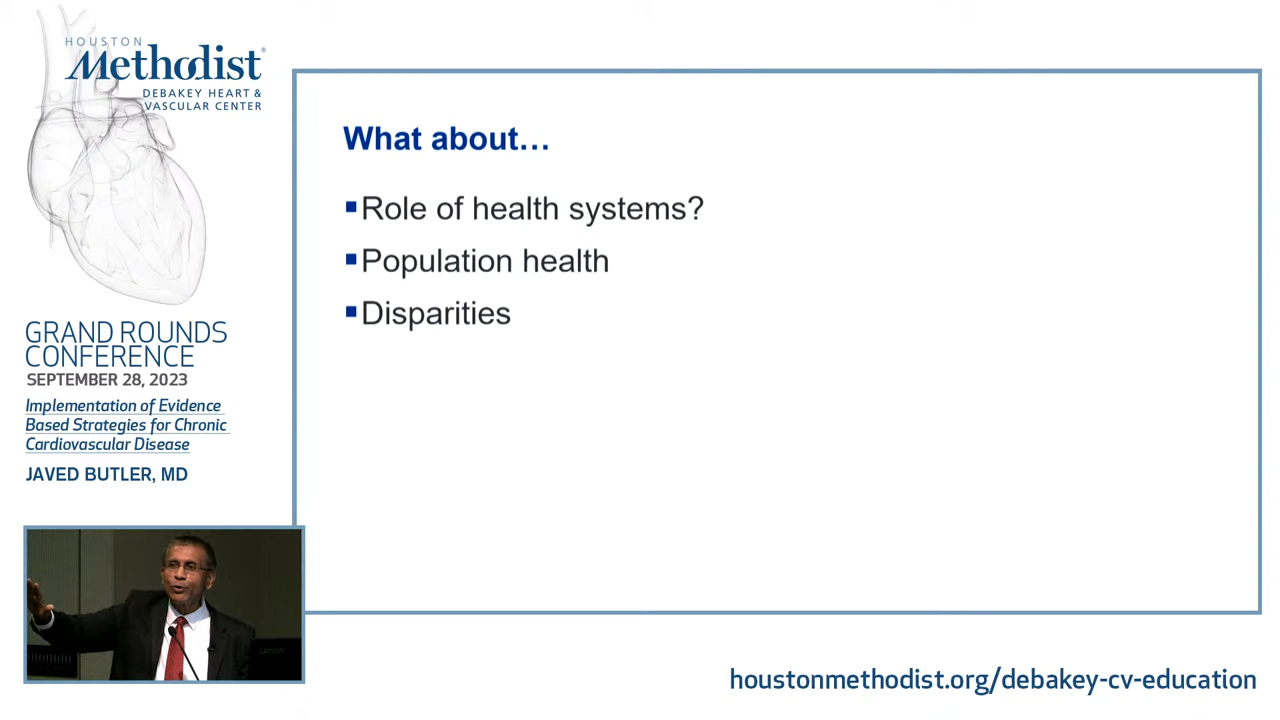 HOUSTON
Methodist®
DEBAKEY HEART &
VASCULAR CENTER
GRAND ROUNDS
CONFERENCE
SEPTEMBER 28, 2023
Implementation of Evidence
Based Strategies for Chronic
Cardiovascular Disease
JAVED BUTLER, MD
What about…
▪Role of health systems?
▪Population health
▪Disparities
Lenovo
houstonmethodist.org/debakey-cv-education